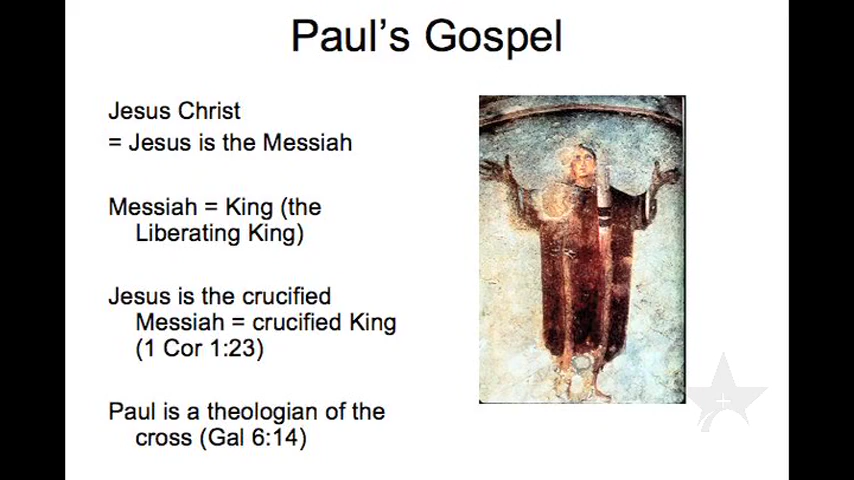 Paul's Gospel
Jesus Christ
= Jesus is the Messiah
Messiah = King (the
Liberating King)
Jesus is the crucified
Messiah = crucified King
(1 Cor 1:23)
Paul is a theologian of the
cross (Gal 6:14)